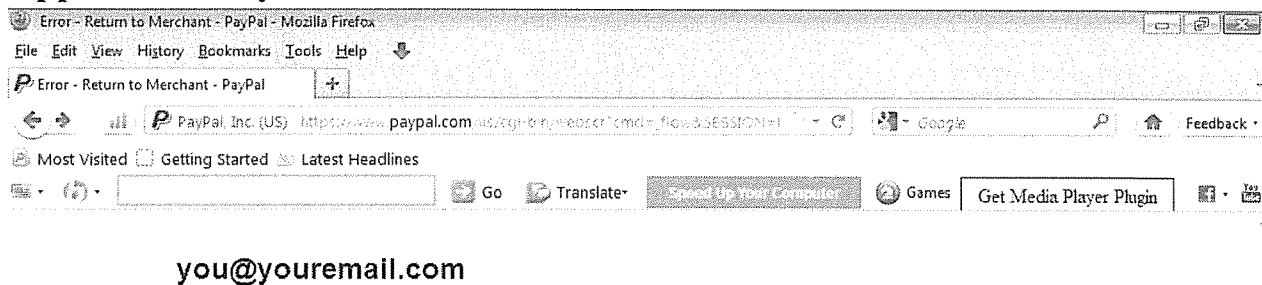 Error - Return to Merchant - PayPal - Mozilla Firefox
File Edit View History Bookmarks Tools Help
Error - Return to Merchant - PayPal +
PayPal, Inc. (US) paypal.com Google Feedback
Most Visited Getting Started Latest Headlines
Go Translate Speed Up Your Computer Games Get Media Player Plugin
you@youremail.com